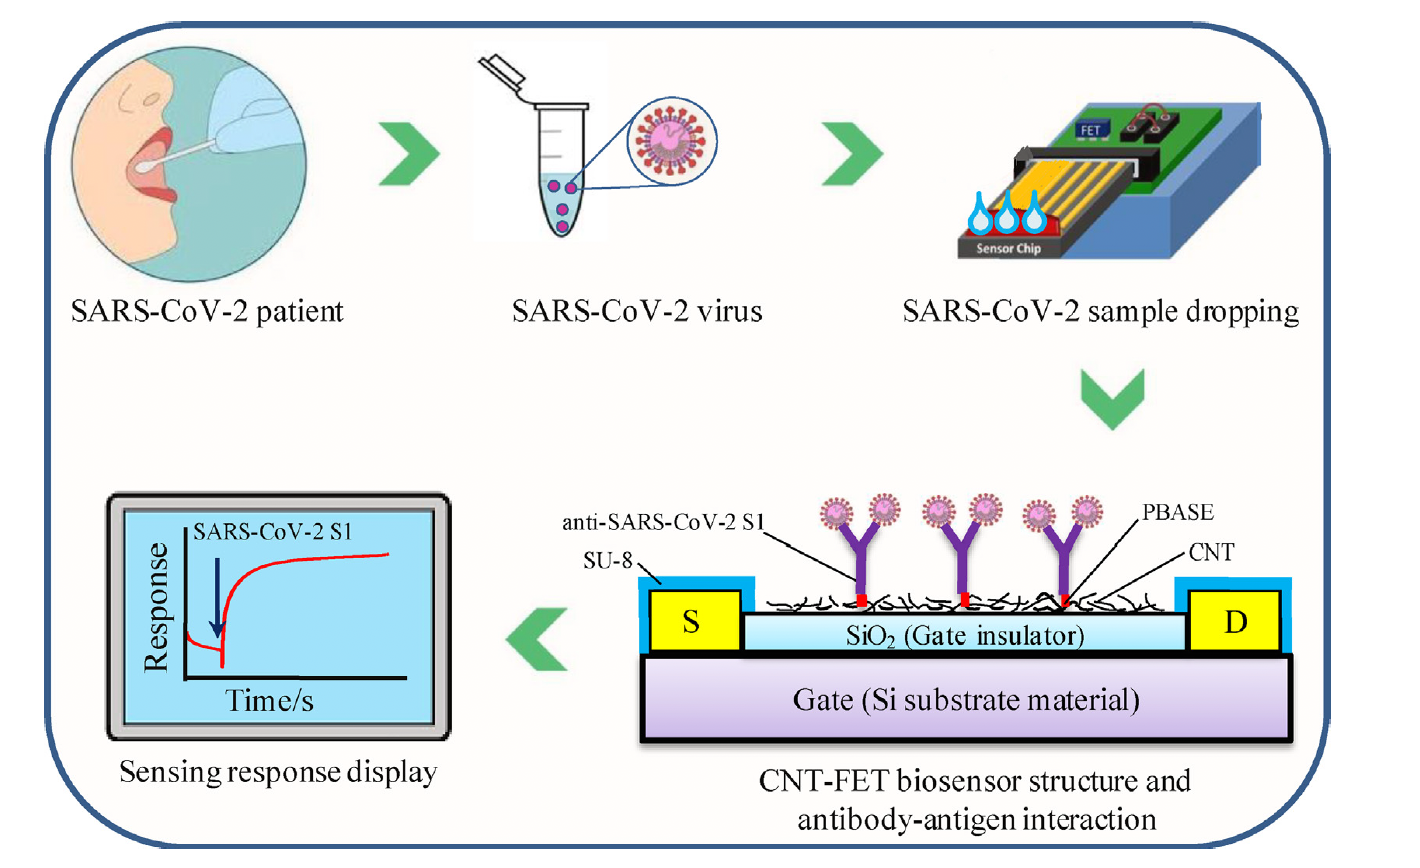 FET
Sensor Chip
SARS-CoV-2 patient
SARS-CoV-2 virus
SARS-CoV-2 sample dropping
SARS-CoV-2 S1
Response
Time/s
Sensing response display
anti-SARS-CoV-2 S1
SU-8
PBASE
CNT
S
D
SiO₂ (Gate insulator)
Gate (Si substrate material)
CNT-FET biosensor structure and
antibody-antigen interaction